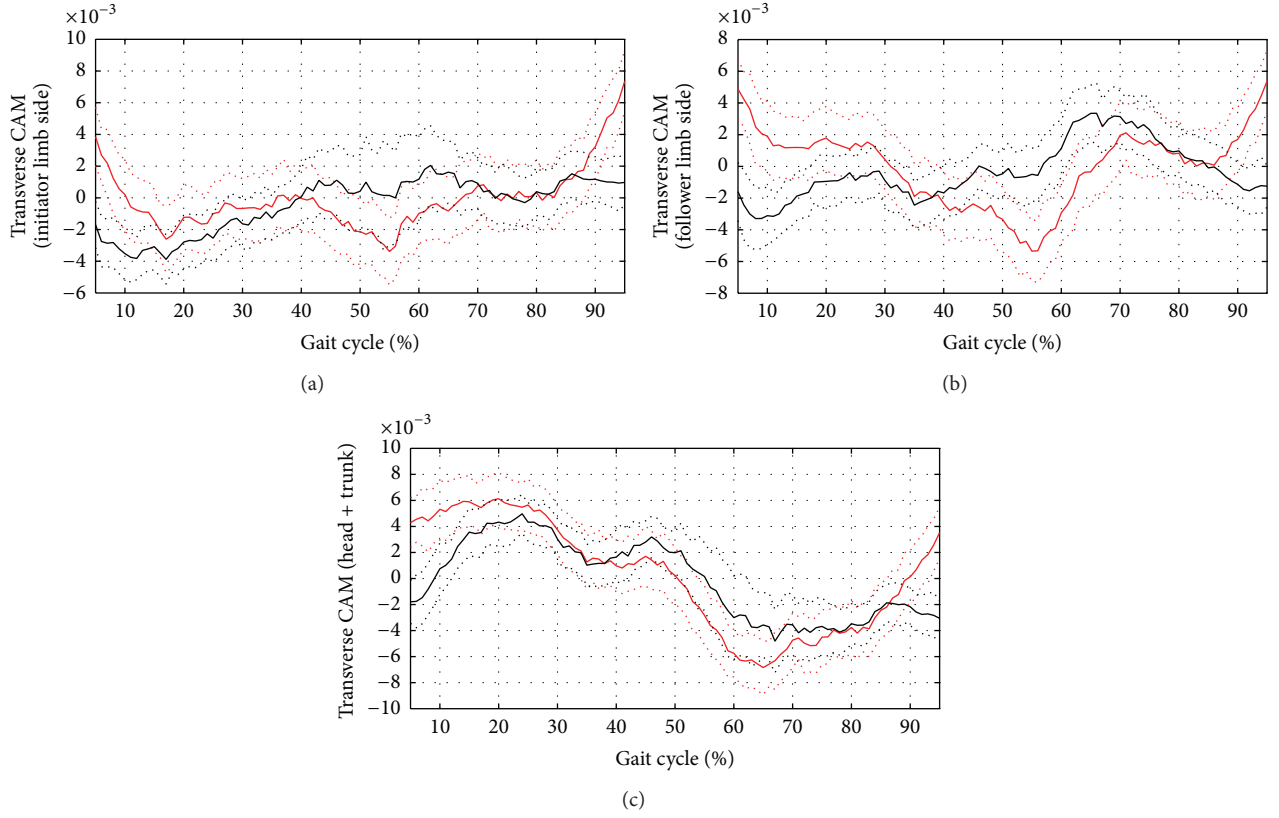 ×10⁻³
10
8
6
4
2
0
−2
−4
−6
Transverse CAM
(initiator limb side)
10 20 30 40 50 60 70 80 90
Gait cycle (%)
(a)
×10⁻³
8
6
4
2
0
−2
−4
−6
−8
Transverse CAM
(follower limb side)
10 20 30 40 50 60 70 80 90
Gait cycle (%)
(b)
×10⁻³
10
8
6
4
2
0
−2
−4
−6
−8
−10
Transverse CAM (head + trunk)
10 20 30 40 50 60 70 80 90
Gait cycle (%)
(c)